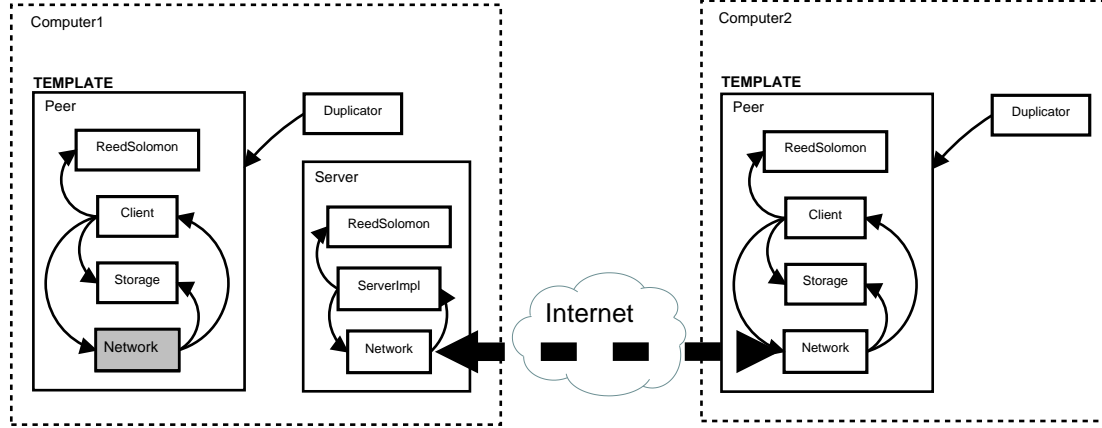 Computer1
TEMPLATE
Peer
ReedSolomon
Client
Storage
Network
Duplicator
Server
ReedSolomon
ServerImpl
Network
Internet
Computer2
TEMPLATE
Peer
ReedSolomon
Client
Storage
Network
Duplicator